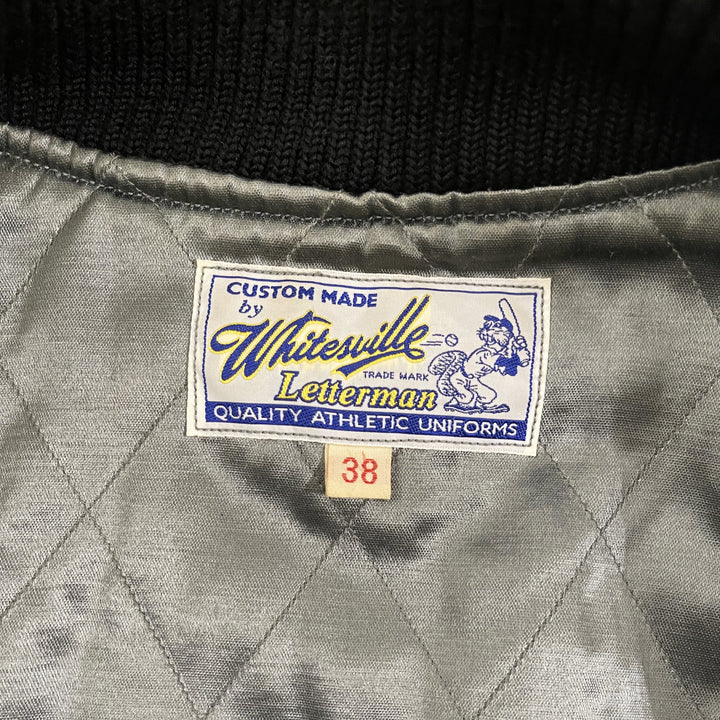 CUSTOM MADE
by
Whitesville
TRADE MARK
Letterman
QUALITY ATHLETIC UNIFORMS
38